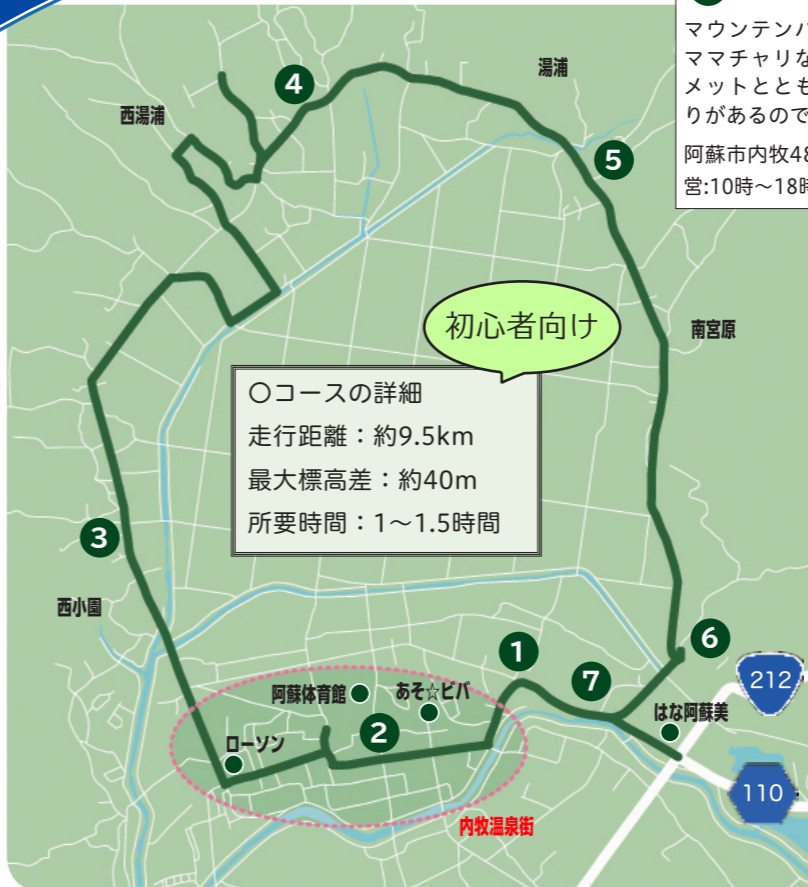 マウンテンバ
ママチャリな
メットととも
りがあるので
阿蘇市内牧48
営:10時〜18時
湯浦
4
西湯浦
5
初心者向け
南宮原
〇コースの詳細
走行距離：約9.5km
最大標高差：約40m
所要時間：1〜1.5時間
3
西小園
6
1
212
7
阿蘇体育館
あそ☆ビバ
はな阿蘇美
2
ローソン
110
内牧温泉街